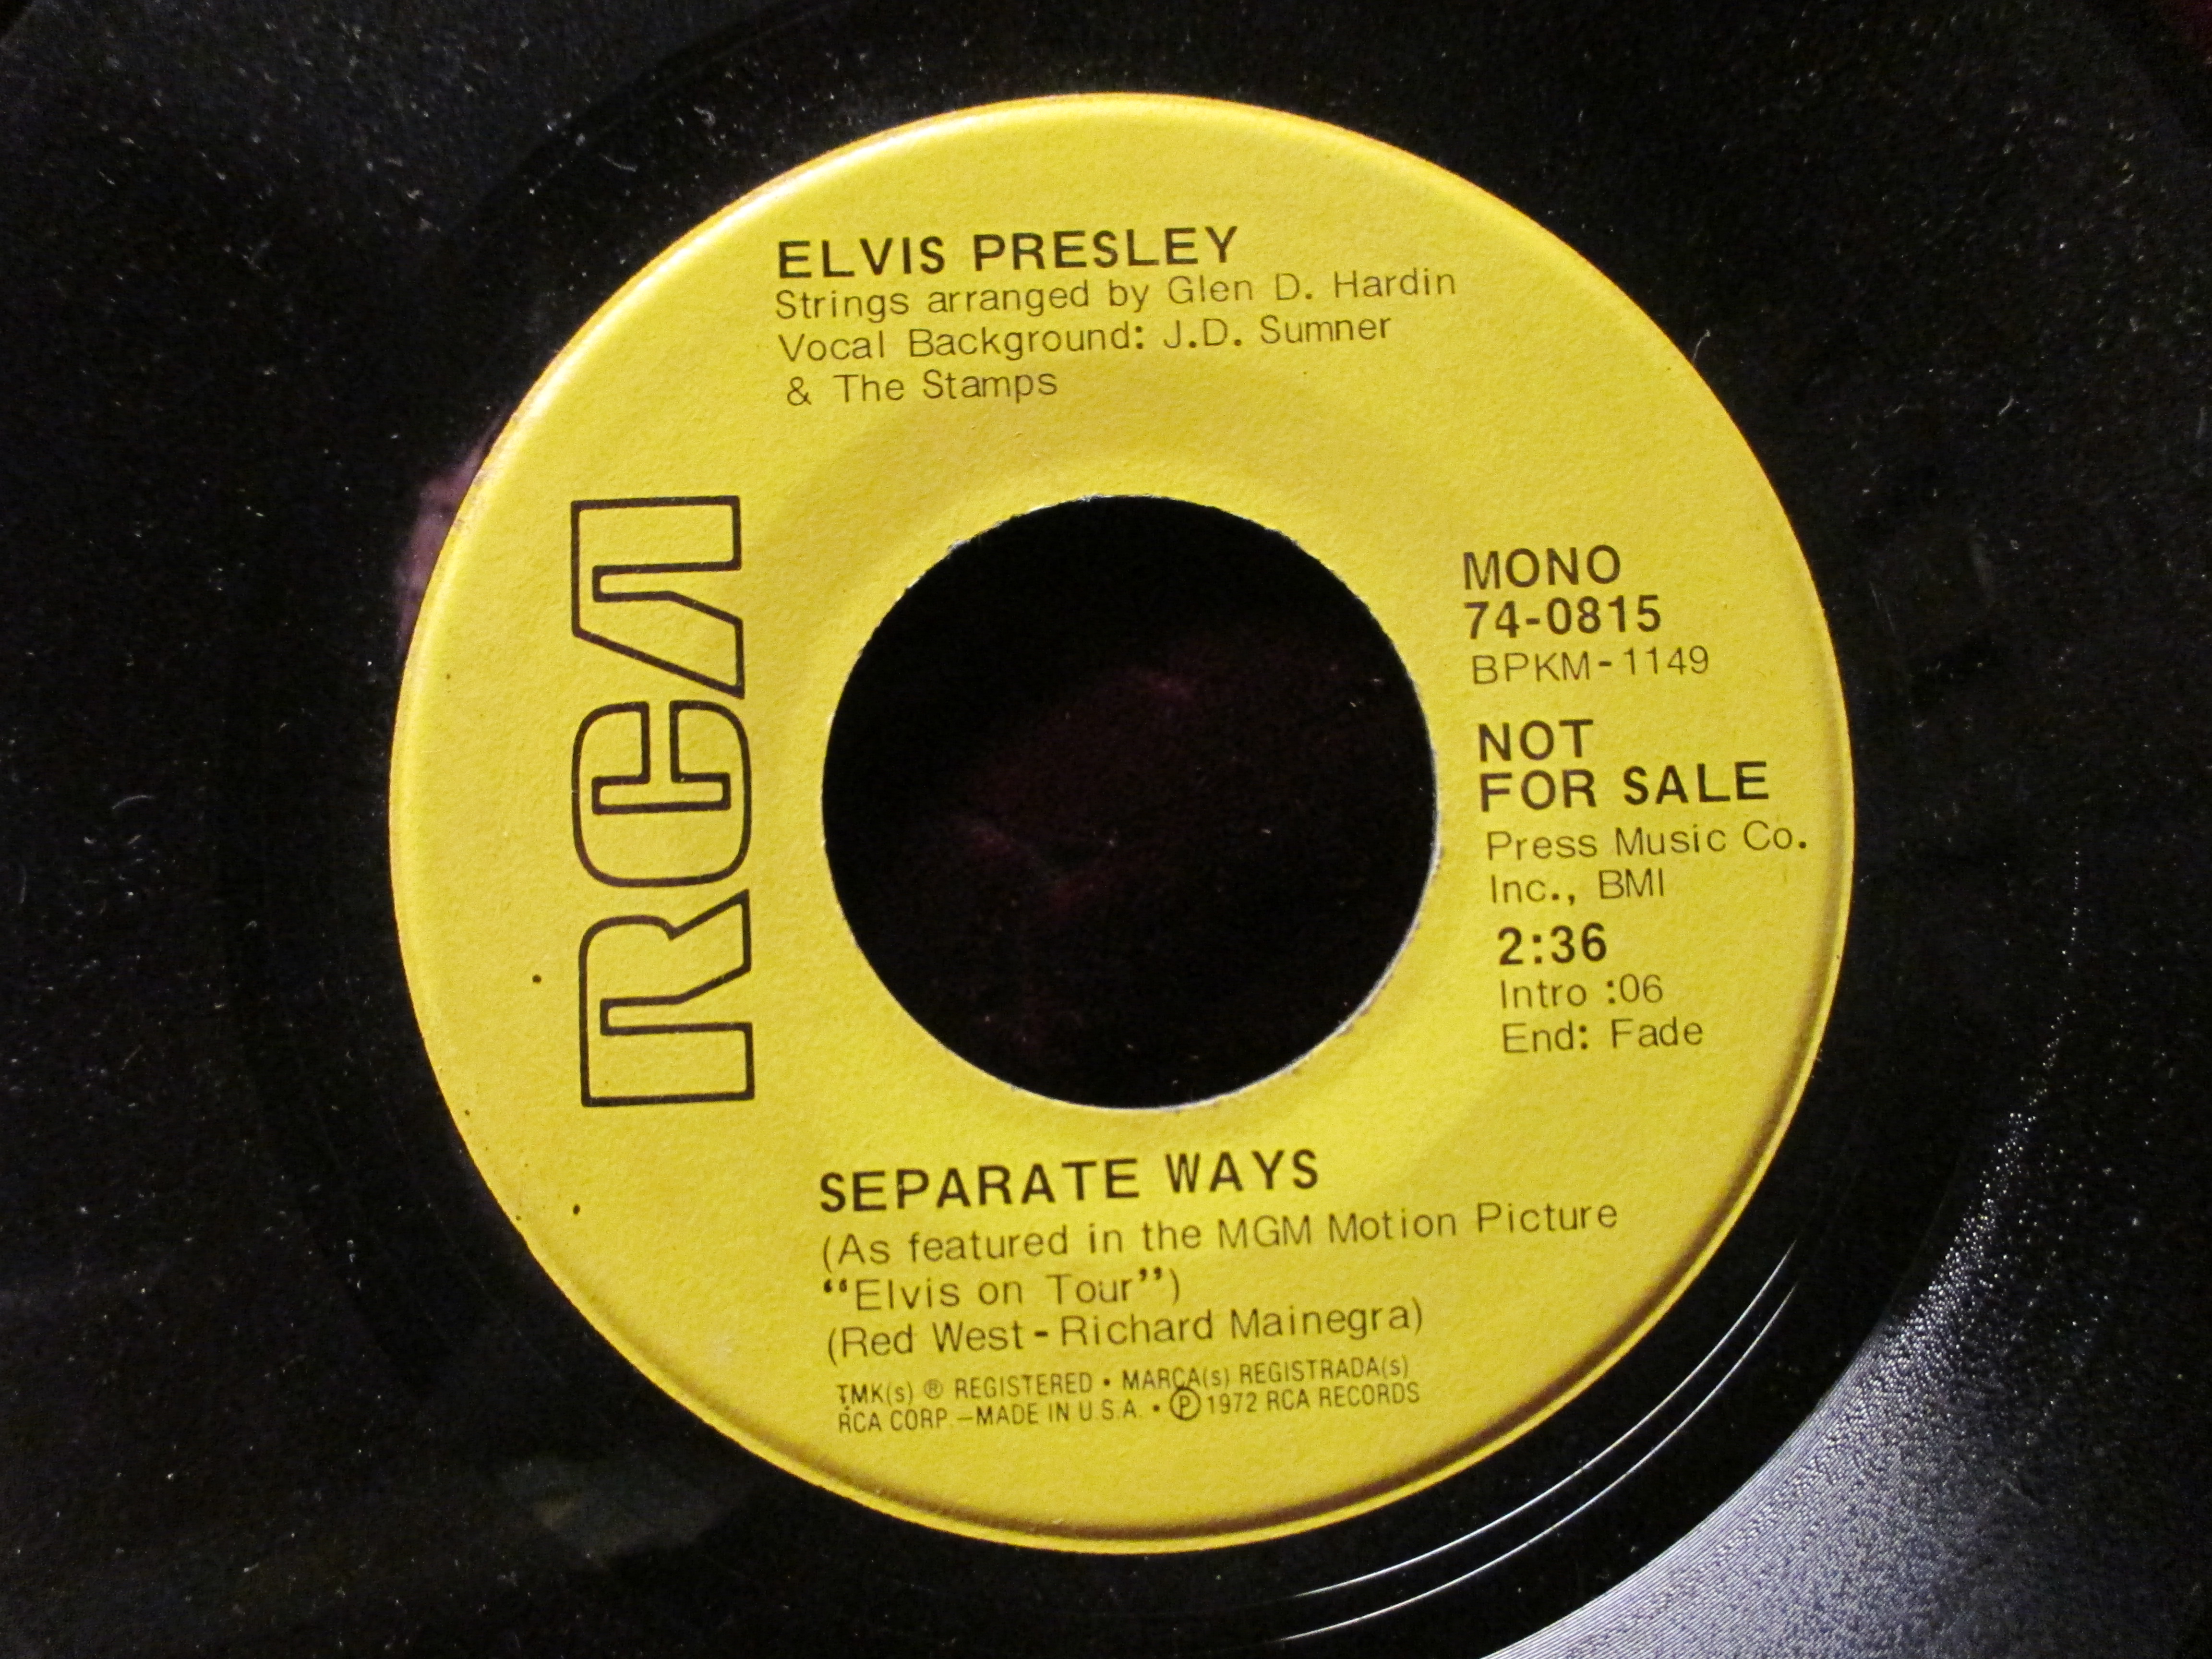 ELVIS PRESLEY
Strings arranged by Glen D. Hardin
Vocal Background: J.D. Sumner
& The Stamps
RCA
MONO
74-0815
BPKM-1149
NOT
FOR SALE
Press Music Co.
Inc., BMI
2:36
Intro :06
End: Fade
SEPARATE WAYS
(As featured in the MGM Motion Picture
“Elvis on Tour”)
(Red West-Richard Mainegra)
TMK(s) ® REGISTERED • MARCA(s) REGISTRADA(s)
RCA CORP.—MADE IN U.S.A. • ℗ 1972 RCA RECORDS